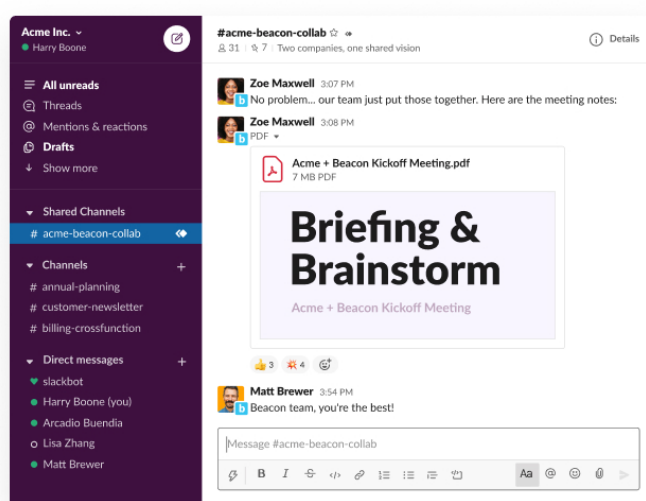 Acme Inc.
Harry Boone
All unreads
Threads
Mentions & reactions
Drafts
Show more
Shared Channels
# acme-beacon-collab
Channels
+
# annual-planning
# customer-newsletter
# billing-crossfunction
Direct messages
+
slackbot
Harry Boone (you)
Arcadio Buendia
Lisa Zhang
Matt Brewer
#acme-beacon-collab
31 | 7 | Two companies, one shared vision
Details
Zoe Maxwell 3:07 PM
b No problem... our team just put those together. Here are the meeting notes:
Zoe Maxwell 3:08 PM
b PDF
Acme + Beacon Kickoff Meeting.pdf
7 MB PDF
Briefing &
Brainstorm
Acme + Beacon Kickoff Meeting
3 4
Matt Brewer 3:54 PM
b Beacon team, you're the best!
Message #acme-beacon-collab
B I S </> Aa @